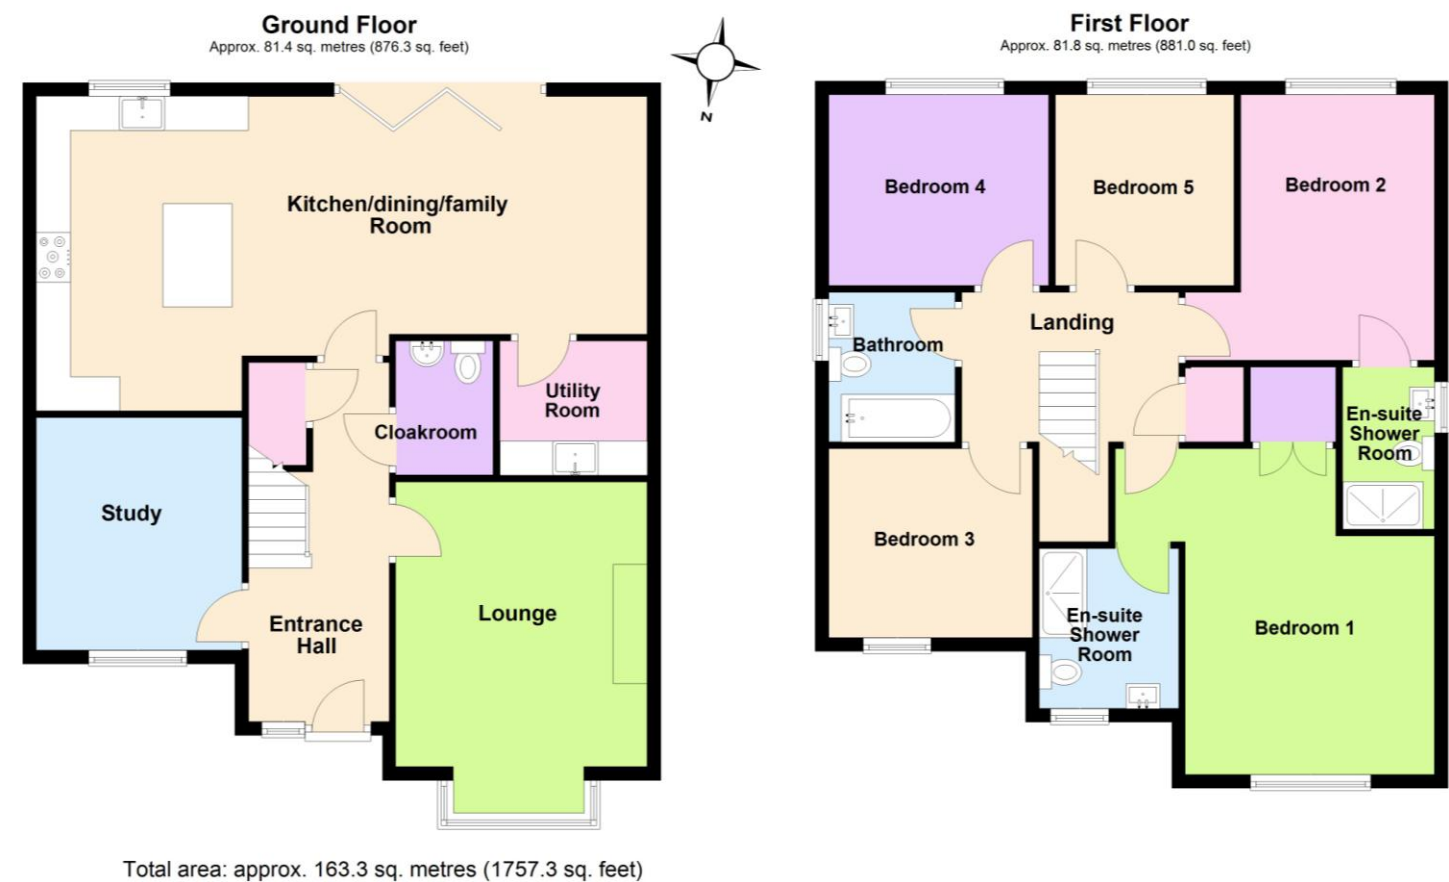 Ground Floor
Approx. 81.4 sq. metres (876.3 sq. feet)
N
Kitchen/dining/family
Room
Cloakroom
Utility
Room
Study
Entrance
Hall
Lounge
First Floor
Approx. 81.8 sq. metres (881.0 sq. feet)
Bedroom 4
Bedroom 5
Bedroom 2
Landing
Bathroom
En-suite
Shower
Room
Bedroom 3
En-suite
Shower
Room
Bedroom 1
Total area: approx. 163.3 sq. metres (1757.3 sq. feet)